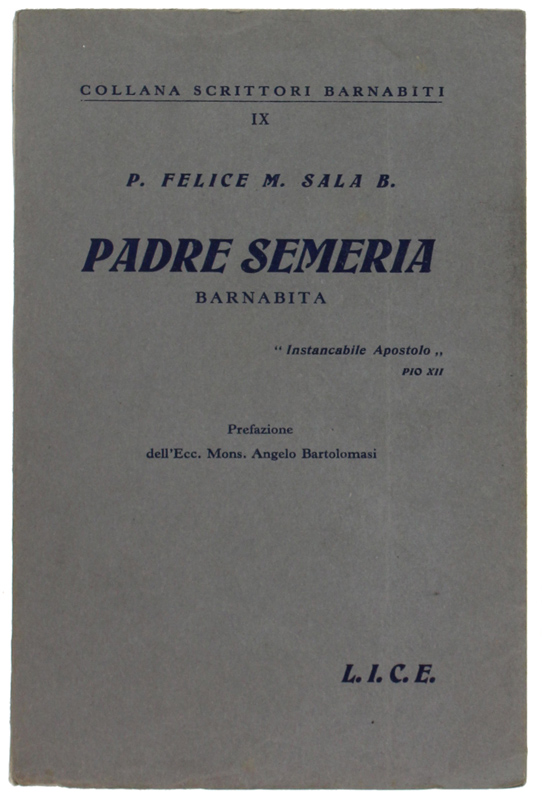 COLLANA SCRITTORI BARNABITI
IX
P. FELICE M. SALA B.
PADRE SEMERIA
BARNABITA
“ Instancabile Apostolo „
PIO XII
Prefazione
dell'Ecc. Mons. Angelo Bartolomasi
L. I. C. E.